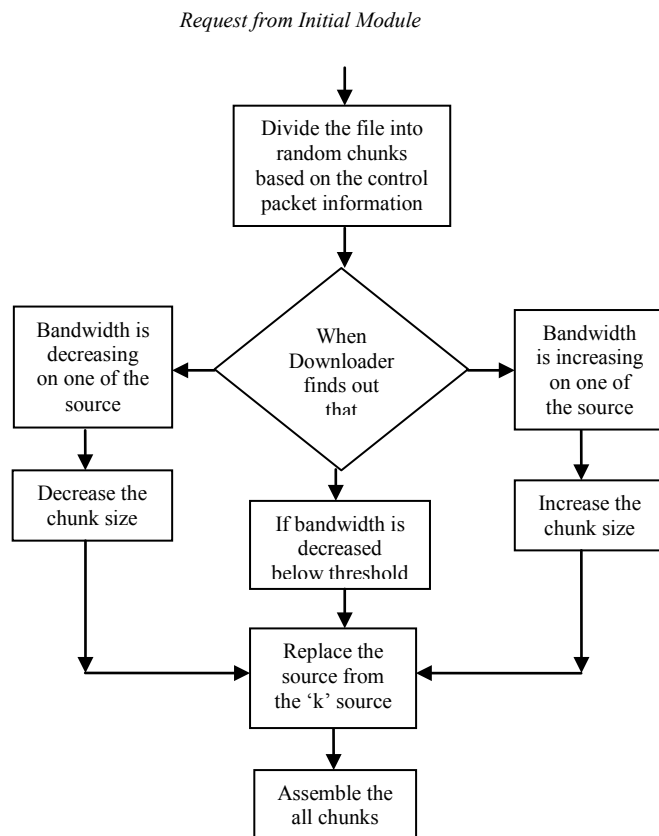 Request from Initial Module
Divide the file into
random chunks
based on the control
packet information
When
Downloader
finds out
that
Bandwidth is
decreasing
on one of the
source
Bandwidth
is increasing
on one of
the source
Decrease the
chunk size
If bandwidth is
decreased
below threshold
Increase the
chunk size
Replace the
source from
the ‘k’ source
Assemble the
all chunks